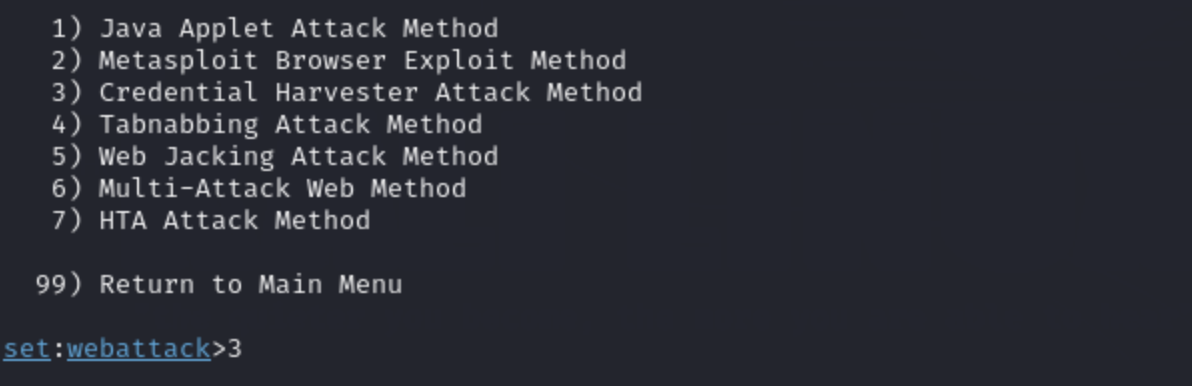 1) Java Applet Attack Method
2) Metasploit Browser Exploit Method
3) Credential Harvester Attack Method
4) Tabnabbing Attack Method
5) Web Jacking Attack Method
6) Multi-Attack Web Method
7) HTA Attack Method
99) Return to Main Menu
set:webattack>3